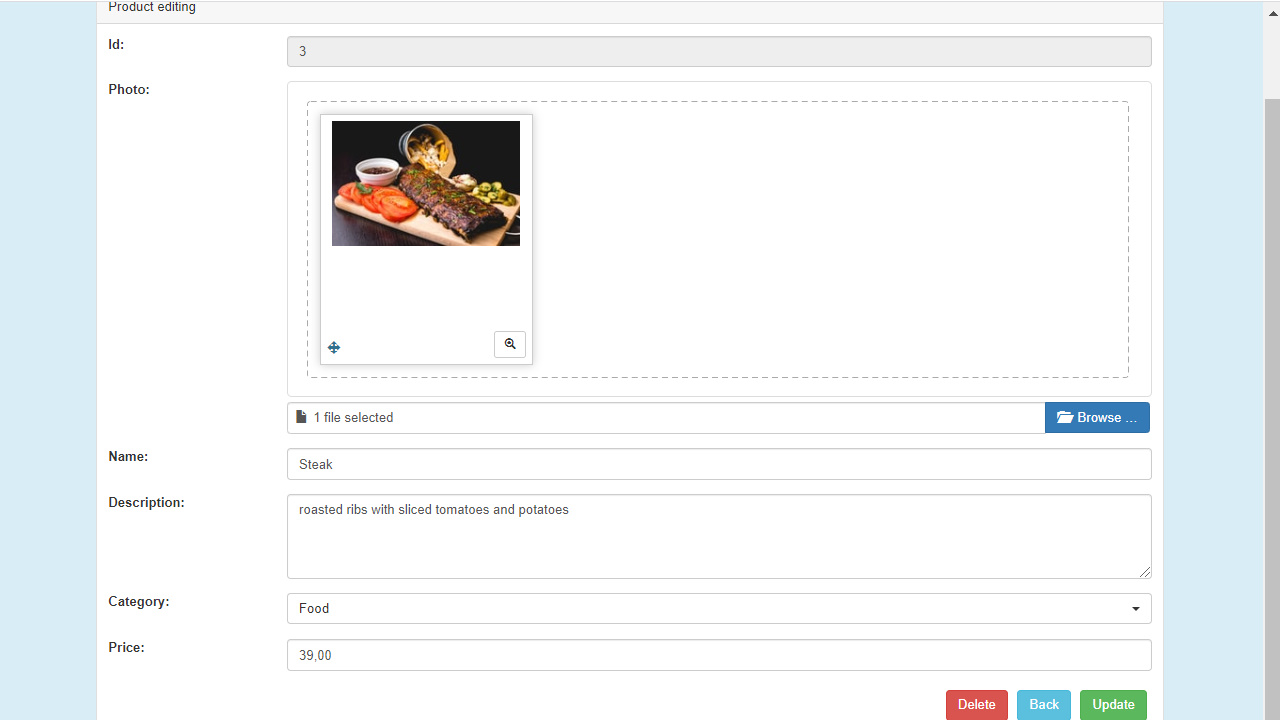 Product editing
Id:
3
Photo:
1 file selected
Browse ...
Name:
Steak
Description:
roasted ribs with sliced tomatoes and potatoes
Category:
Food
Price:
39,00
Delete
Back
Update